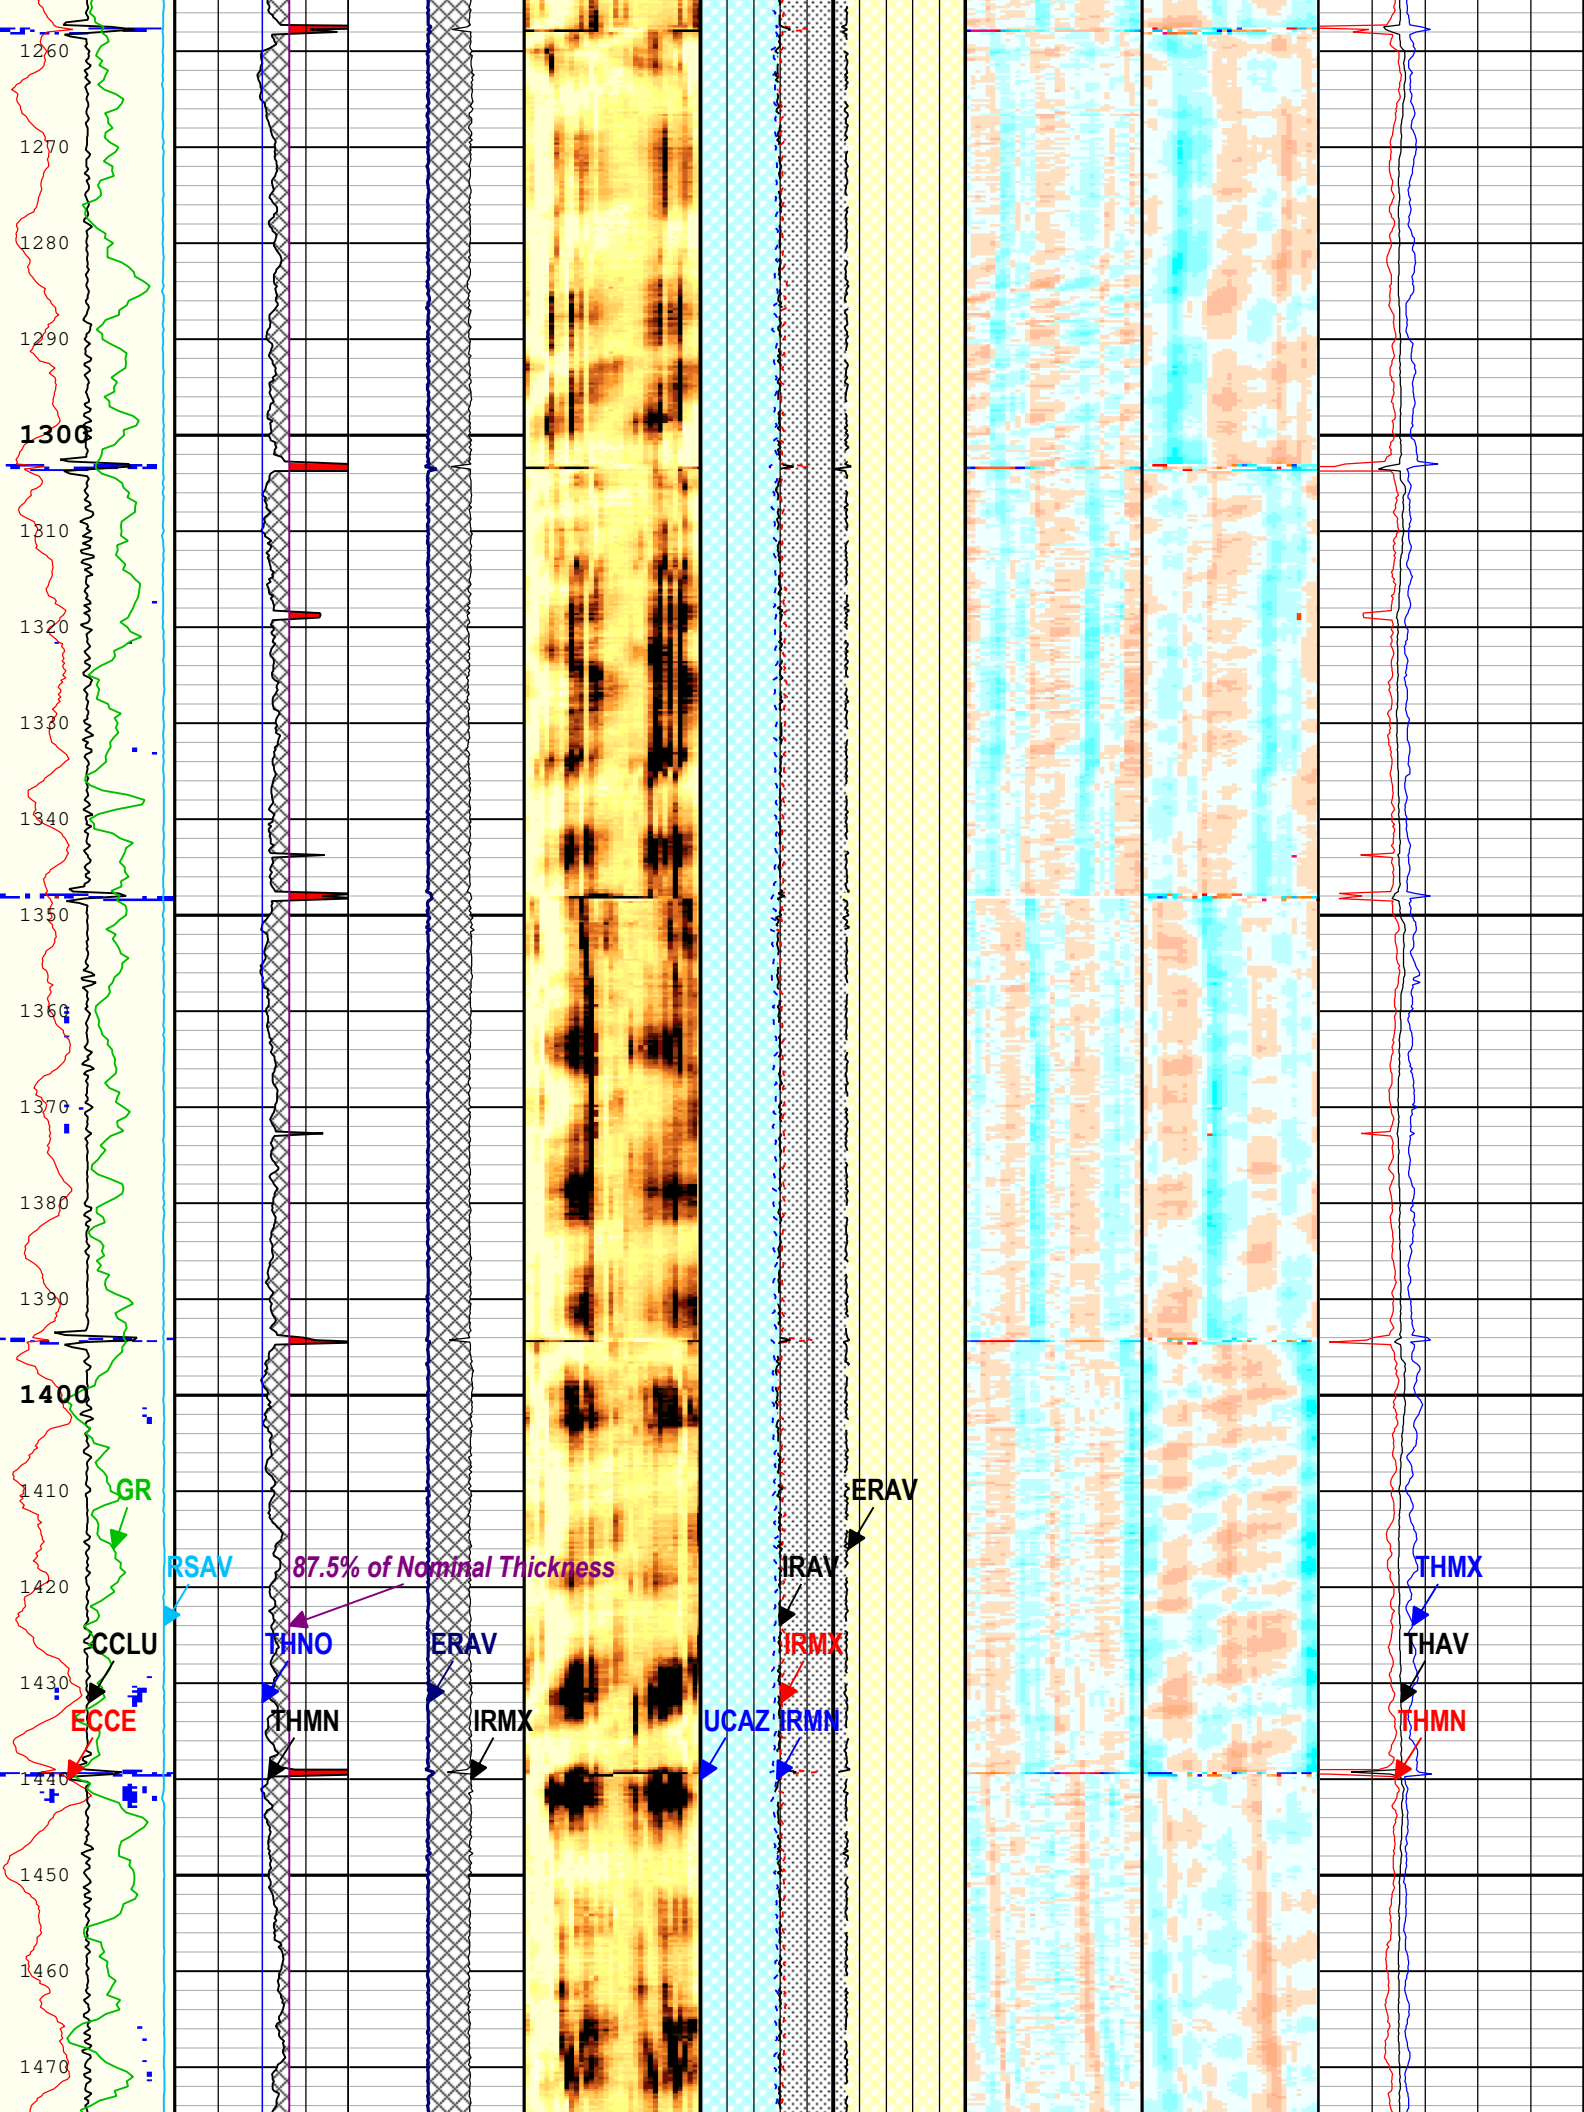 1260
1270
1280
1290
1300
1310
1320
1330
1340
1350
1360
1370
1380
1390
1400
1410
GR
ERAV
1420
RSAV
87.5% of Nominal Thickness
IRAV
THMX
CCLU
THNO
ERAV
IRMX
THAV
1430
ECCE
THMN
IRMX
UCAZ
IRMN
THMN
1440
1450
1460
1470